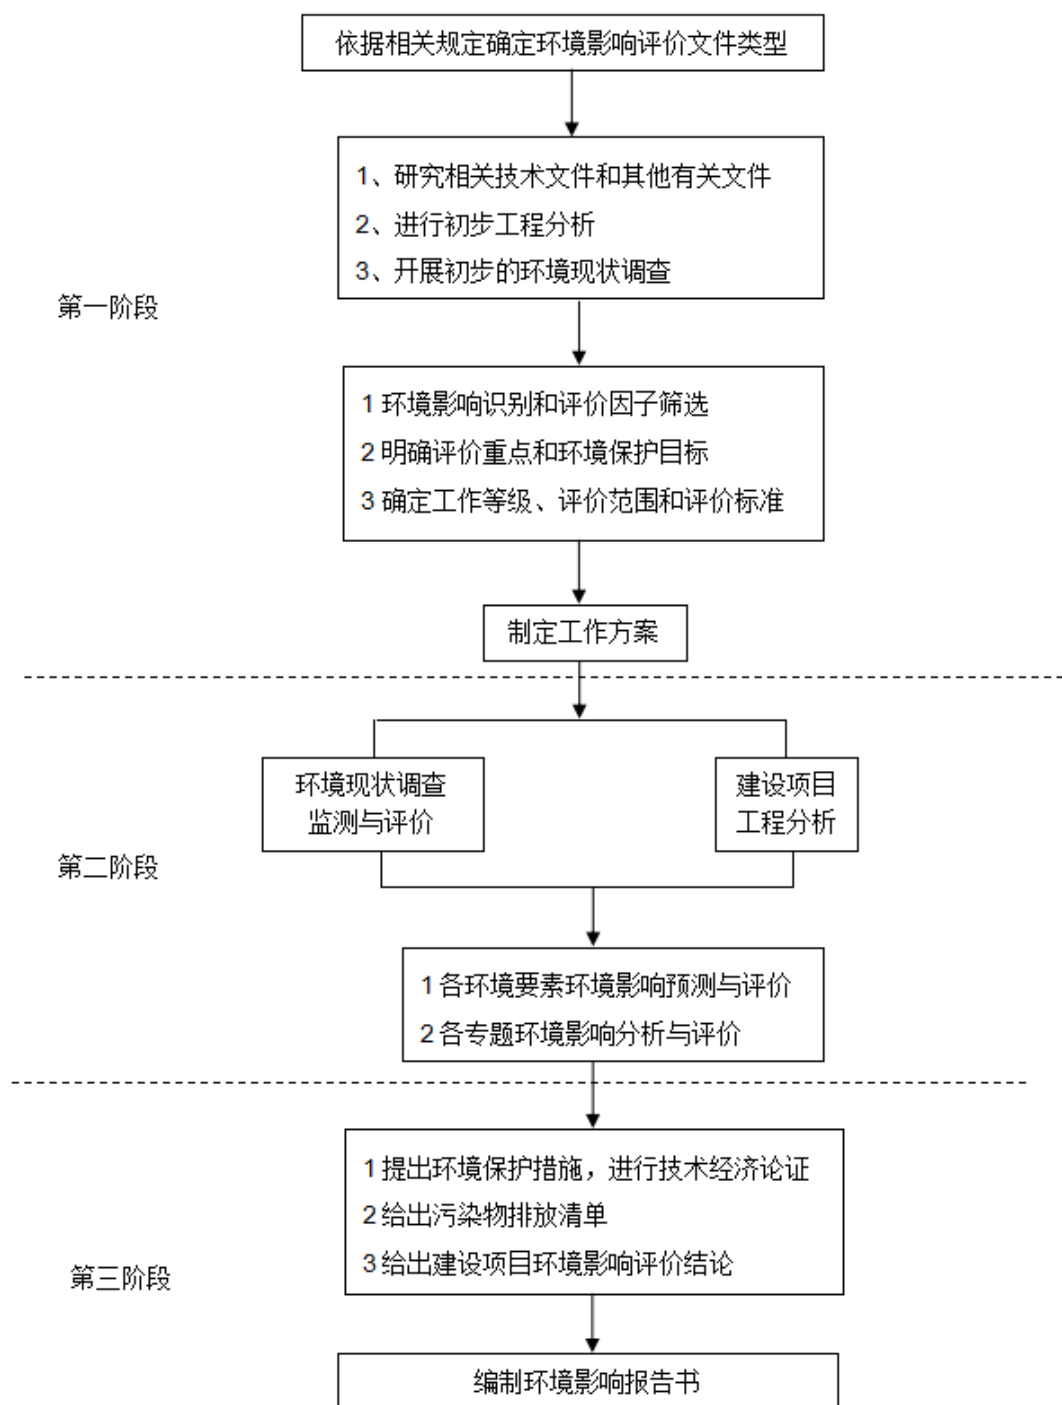 依据相关规定确定环境影响评价文件类型
1、研究相关技术文件和其他有关文件
2、进行初步工程分析
3、开展初步的环境现状调查
第一阶段
1 环境影响识别和评价因子筛选
2 明确评价重点和环境保护目标
3 确定工作等级、评价范围和评价标准
制定工作方案
环境现状调查
监测与评价
建设项目
工程分析
第二阶段
1 各环境要素环境影响预测与评价
2 各专题环境影响分析与评价
1 提出环境保护措施，进行技术经济论证
2 给出污染物排放清单
3 给出建设项目环境影响评价结论
第三阶段
编制环境影响报告书